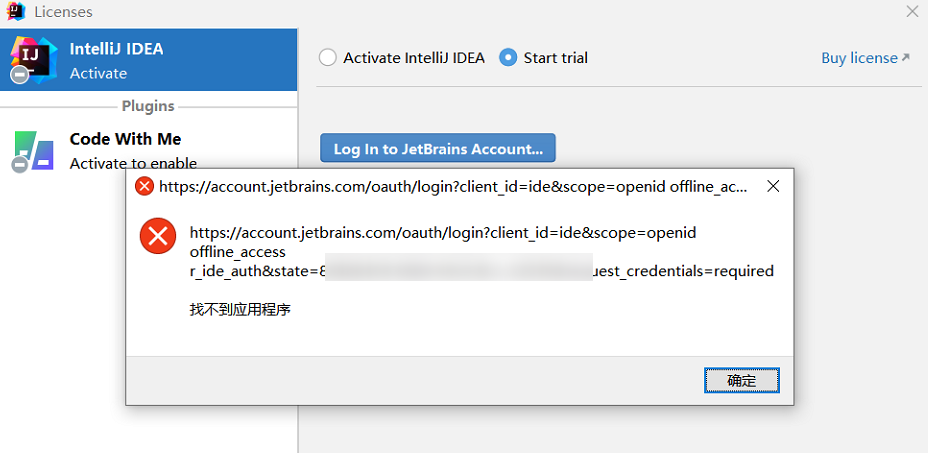 Licenses
IntelliJ IDEA
Activate
Plugins
Code With Me
Activate to enable
Activate IntelliJ IDEA
Start trial
Buy license
Log In to JetBrains Account...
https://account.jetbrains.com/oauth/login?client_id=ide&scope=openid offline_ac...
https://account.jetbrains.com/oauth/login?client_id=ide&scope=openid
offline_access
r_ide_auth&state=8 uest_credentials=required
找不到应用程序
确定